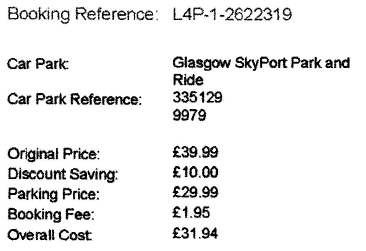 Booking Reference: L4P-1-2622319
Car Park: Glasgow SkyPort Park and
Ride
Car Park Reference: 335129
9979
Original Price: £39.99
Discount Saving: £10.00
Parking Price: £29.99
Booking Fee: £1.95
Overall Cost: £31.94